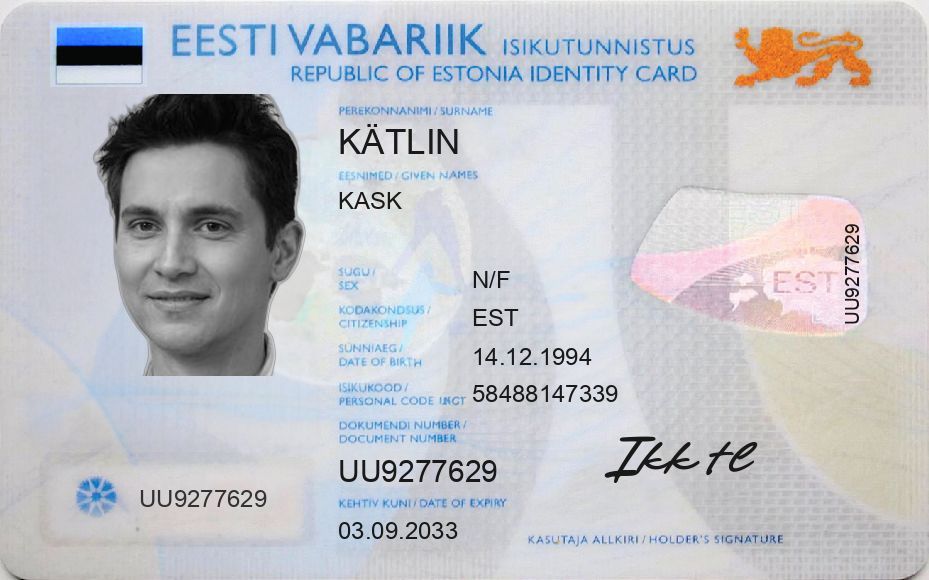 EESTI VABARIIK ISIKUTUNNISTUS
REPUBLIC OF ESTONIA IDENTITY CARD
PEREKONNANIMI / SURNAME
KÄTLIN
EESNIMED / GIVEN NAMES
KASK
SUGU /
SEX
N/F
KODAKONDSUS /
CITIZENSHIP
EST
SÜNNIAEG /
DATE OF BIRTH
14.12.1994
ISIKUKOOD /
PERSONAL CODE
58488147339
DOKUMENDI NUMBER /
DOCUMENT NUMBER
UU9277629
KEHTIV KUNI / DATE OF EXPIRY
03.09.2033
UU9277629
EST
UU9277629
KASUTAJA ALLKIRI / HOLDER'S SIGNATURE